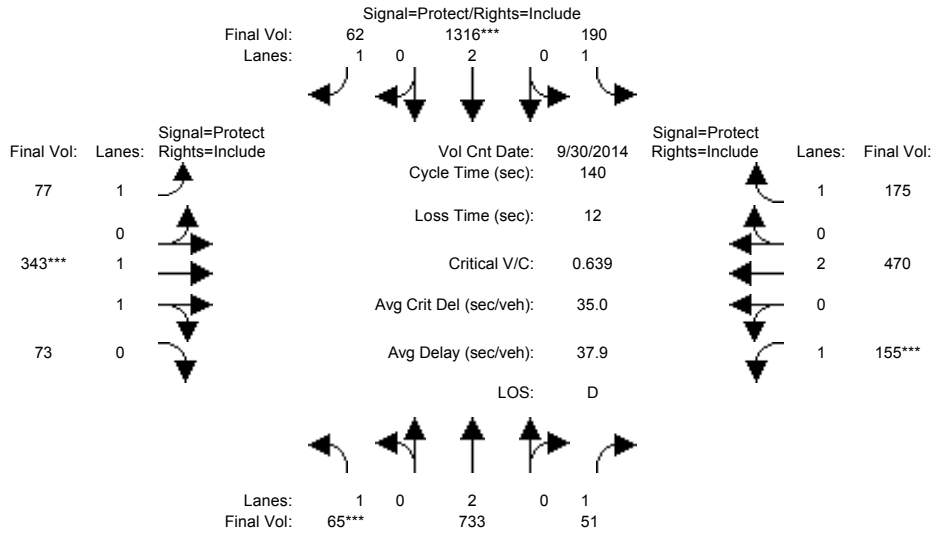 Signal=Protect/Rights=Include
Final Vol: 62 1316*** 190
Lanes: 1 0 2 0 1
Signal=Protect Signal=Protect
Final Vol: Lanes: Rights=Include Vol Cnt Date: 9/30/2014 Rights=Include Lanes: Final Vol:
Cycle Time (sec): 140
77 1 1 175
Loss Time (sec): 12
0 0
343*** 1 Critical V/C: 0.639 2 470
1 Avg Crit Del (sec/veh): 35.0 0
73 0 Avg Delay (sec/veh): 37.9 1 155***
LOS: D
Lanes: 1 0 2 0 1
Final Vol: 65*** 733 51